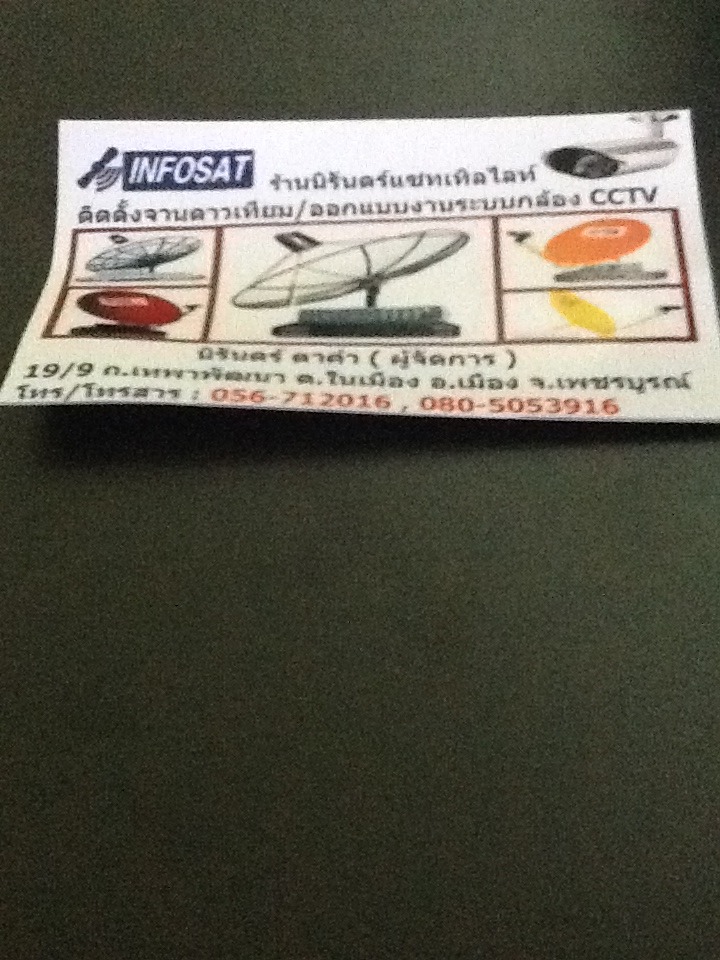 INFOSAT ร้านนิรันดร์แซทเทิลไลท์
ติดตั้งจานดาวเทียม/ออกแบบงานระบบกล้อง CCTV
นิรันดร์ ตาคำ ( ผู้จัดการ )
19/9 ถ.เทพาพัฒนา ต.ในเมือง อ.เมือง จ.เพชรบูรณ์
โทร/โทรสาร : 056-712016 , 080-5053916